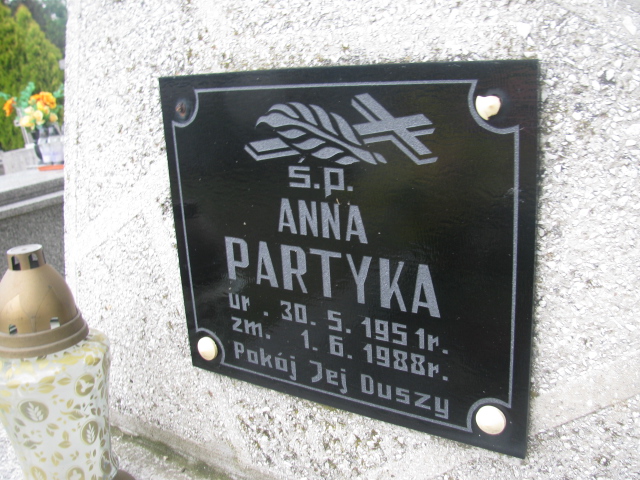 ś.p.
ANNA
PARTYKA
ur. 30. 5. 1951r.
zm. 1. 6. 1988r.
Pokój Jej Duszy